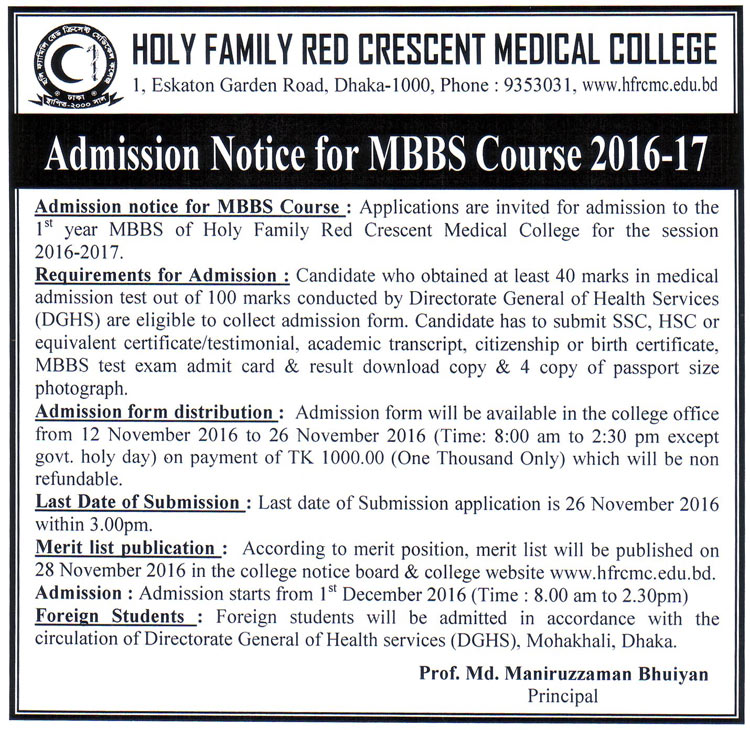 HOLY FAMILY RED CRESCENT MEDICAL COLLEGE
1, Eskaton Garden Road, Dhaka-1000, Phone : 9353031, www.hfrcmc.edu.bd
হলি ফ্যামিলি রেড ক্রিসেন্ট মেডিকেল কলেজ
ঢাকা
স্থাপিত-২০০০ সাল
Admission Notice for MBBS Course 2016-17
Admission notice for MBBS Course : Applications are invited for admission to the
1st year MBBS of Holy Family Red Crescent Medical College for the session
2016-2017.
Requirements for Admission : Candidate who obtained at least 40 marks in medical
admission test out of 100 marks conducted by Directorate General of Health Services
(DGHS) are eligible to collect admission form. Candidate has to submit SSC, HSC or
equivalent certificate/testimonial, academic transcript, citizenship or birth certificate,
MBBS test exam admit card & result download copy & 4 copy of passport size
photograph.
Admission form distribution : Admission form will be available in the college office
from 12 November 2016 to 26 November 2016 (Time: 8:00 am to 2:30 pm except
govt. holy day) on payment of TK 1000.00 (One Thousand Only) which will be non
refundable.
Last Date of Submission : Last date of Submission application is 26 November 2016
within 3.00pm.
Merit list publication : According to merit position, merit list will be published on
28 November 2016 in the college notice board & college website www.hfrcmc.edu.bd.
Admission : Admission starts from 1st December 2016 (Time : 8.00 am to 2.30pm)
Foreign Students : Foreign students will be admitted in accordance with the
circulation of Directorate General of Health services (DGHS), Mohakhali, Dhaka.
Prof. Md. Maniruzzaman Bhuiyan
Principal